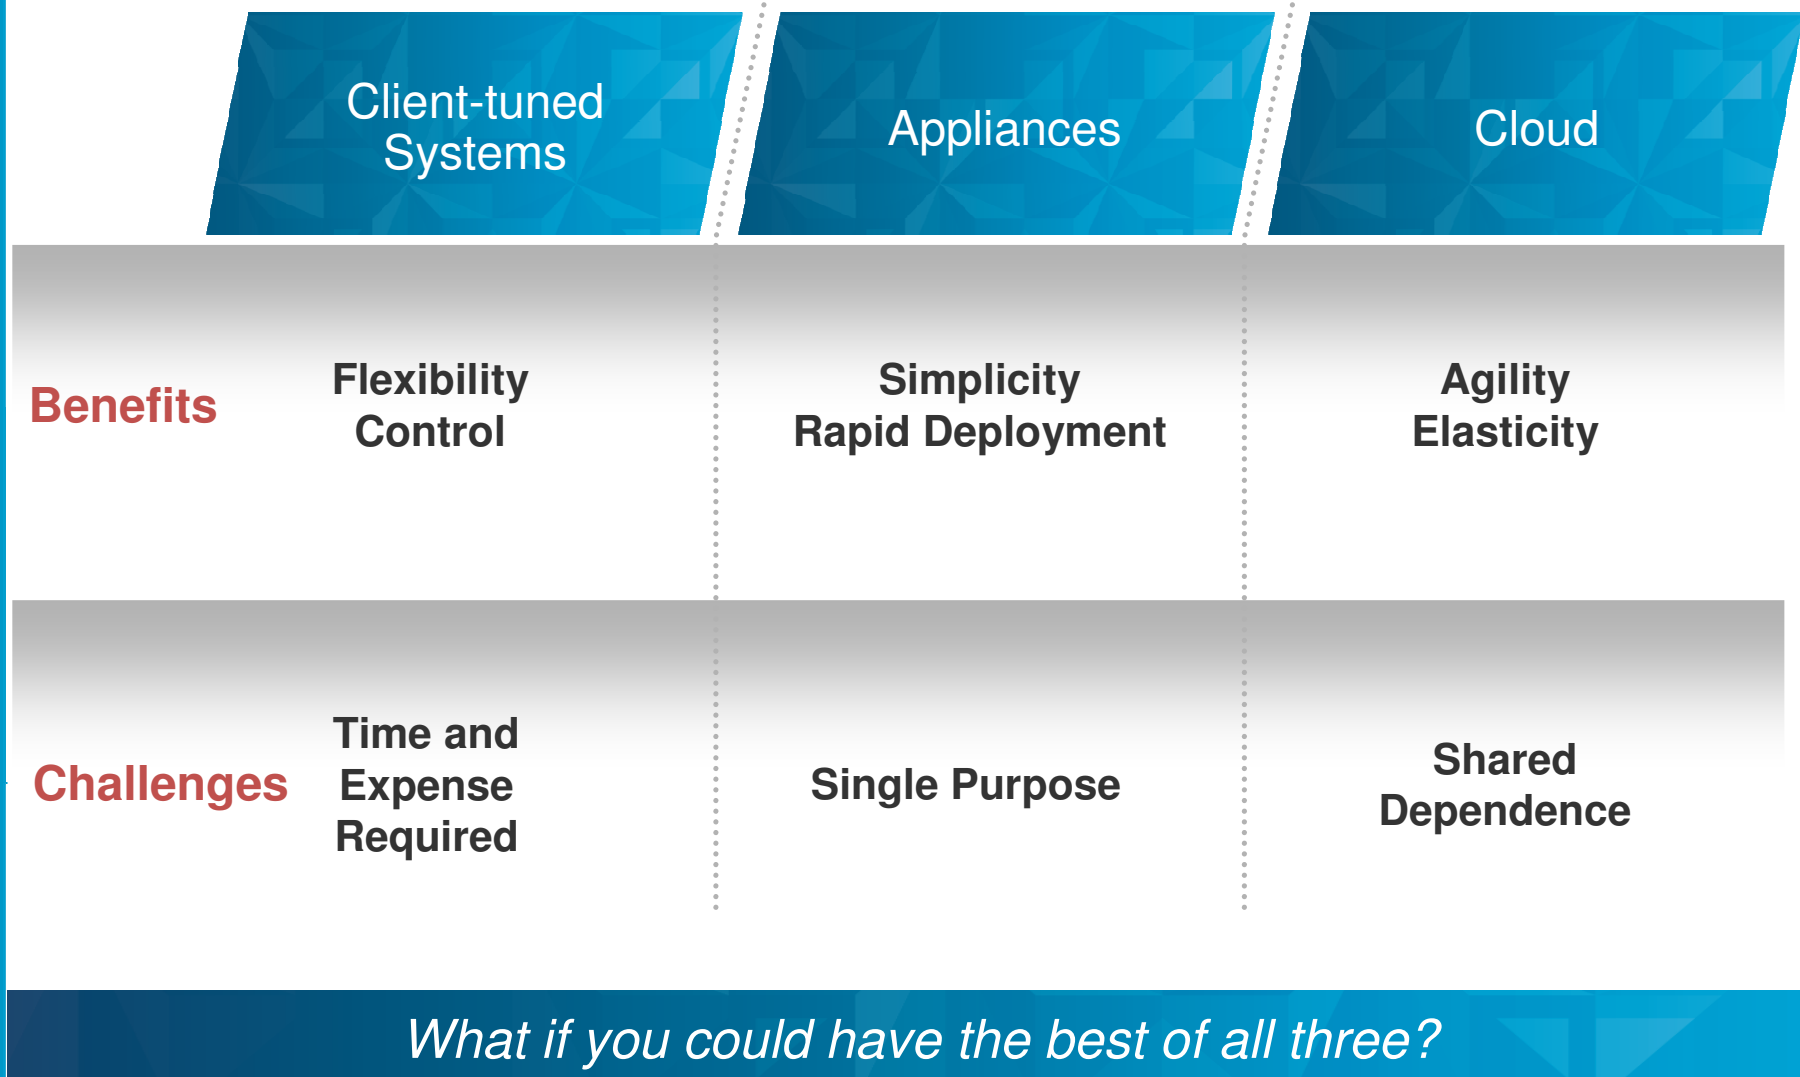 Client-tuned
Systems
Appliances
Cloud
Benefits
Flexibility
Control
Simplicity
Rapid Deployment
Agility
Elasticity
Challenges
Time and
Expense
Required
Single Purpose
Shared
Dependence
What if you could have the best of all three?